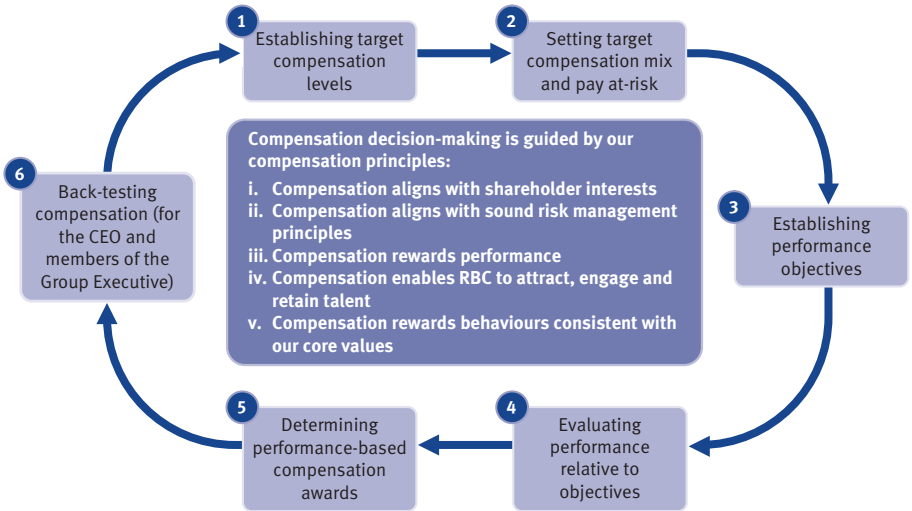 1
Establishing target
compensation
levels
2
Setting target
compensation mix
and pay at-risk
Compensation decision-making is guided by our
compensation principles:
i. Compensation aligns with shareholder interests
ii. Compensation aligns with sound risk management
principles
iii. Compensation rewards performance
iv. Compensation enables RBC to attract, engage and
retain talent
v. Compensation rewards behaviours consistent with
our core values
3
Establishing
performance
objectives
4
Evaluating
performance
relative to
objectives
5
Determining
performance-based
compensation
awards
6
Back-testing
compensation (for
the CEO and
members of the
Group Executive)